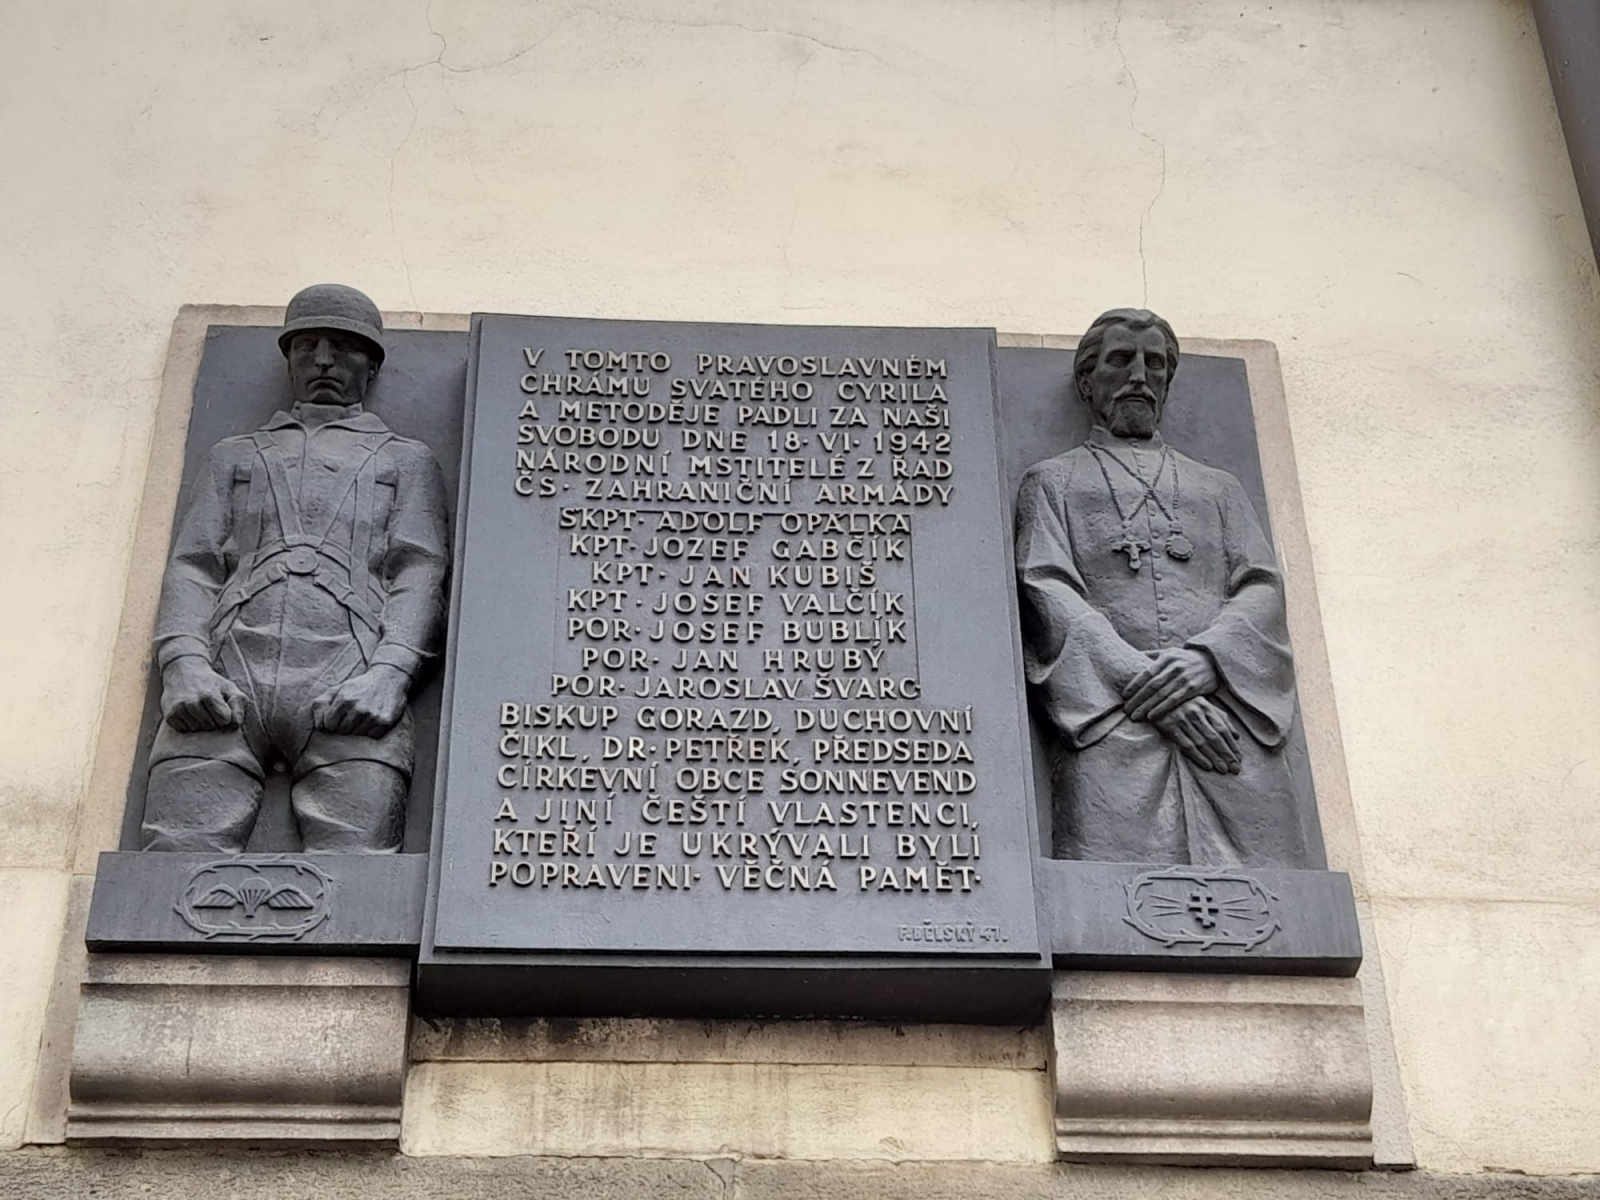 V TOMTO PRAVOSLAVNÉM
CHRÁMU SVATÉHO CYRILA
A METODĚJE PADLI ZA NAŠI
SVOBODU DNE 18·VI·1942
NÁRODNÍ MSTITELÉ Z ŘAD
ČS· ZAHRANIČNÍ ARMÁDY
ŠKPT· ADOLF OPÁLKA
KPT· JOZEF GABČÍK
KPT· JAN KUBIŠ
KPT· JOSEF VALČÍK
POR· JOSEF BUBLÍK
POR· JAN HRUBÝ
POR· JAROSLAV ŠVARC·
BISKUP GORAZD, DUCHOVNÍ
ČIKL, DR· PETŘEK, PŘEDSEDA
CÍRKEVNÍ OBCE SONNEVEND
A JINÍ ČEŠTÍ VLASTENCI,
KTEŘÍ JE UKRÝVALI BYLI
POPRAVENI· VĚČNÁ PAMĚŤ·
F.BĚLSKÝ 47.